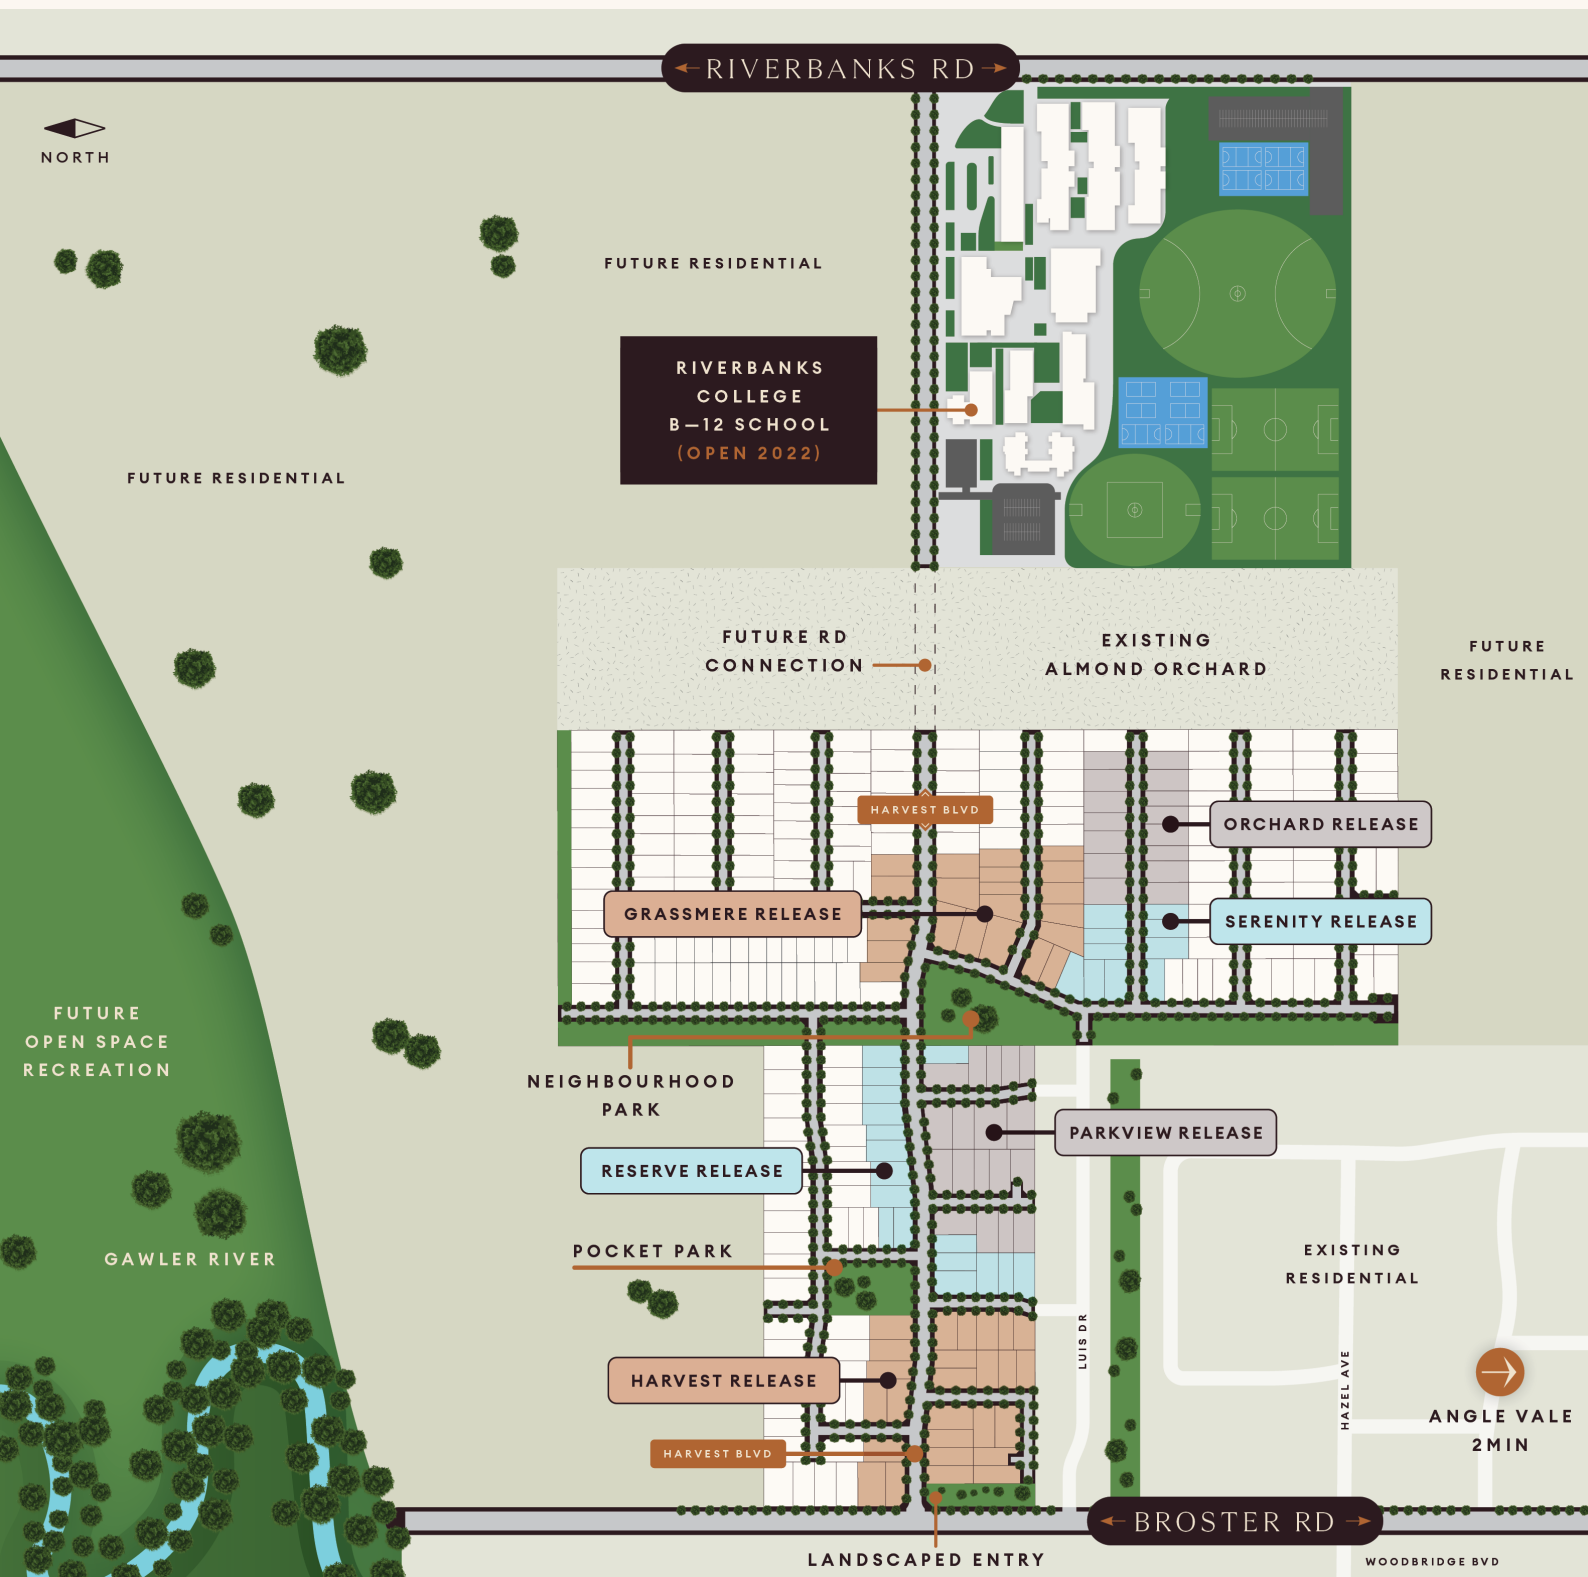 RIVERBANKS RD
NORTH
FUTURE RESIDENTIAL
RIVERBANKS
COLLEGE
B—12 SCHOOL
(OPEN 2022)
FUTURE RESIDENTIAL
FUTURE RD
CONNECTION
EXISTING
ALMOND ORCHARD
FUTURE
RESIDENTIAL
HARVEST BLVD
ORCHARD RELEASE
GRASSMERE RELEASE
SERENITY RELEASE
FUTURE
OPEN SPACE
RECREATION
NEIGHBOURHOOD
PARK
PARKVIEW RELEASE
RESERVE RELEASE
POCKET PARK
GAWLER RIVER
EXISTING
RESIDENTIAL
LUIS DR
HARVEST RELEASE
HAZEL AVE
ANGLE VALE
2MIN
HARVEST BLVD
BROSTER RD
LANDSCAPED ENTRY
WOODBRIDGE BVD